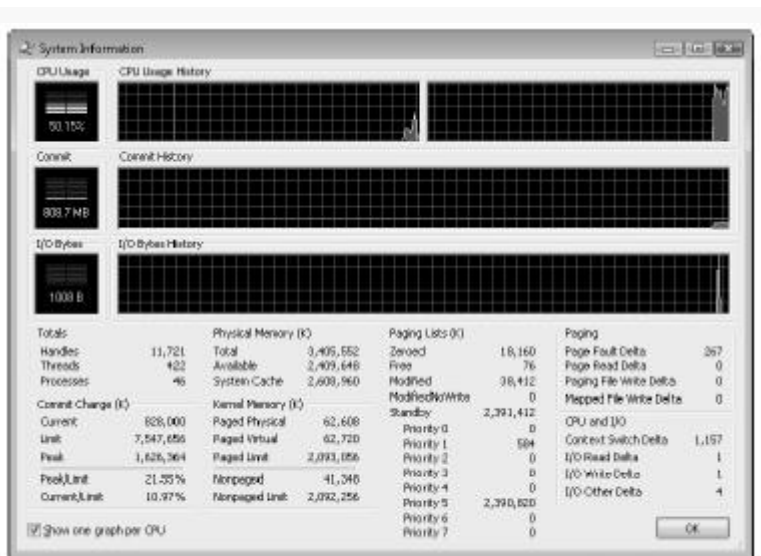 System Information
CPU Usage
CPU Usage History
50.15%
Commit
Commit History
808.7 MB
I/O Bytes
I/O Bytes History
1008 B
Totals
Handles 11,721
Threads 422
Processes 46
Commit Charge (K)
Current 828,000
Limit 7,547,656
Peak 1,626,364
Peak/Limit 21.55%
Current/Limit 10.97%
Physical Memory (K)
Total 3,405,552
Available 2,409,648
System Cache 2,608,960
Kernel Memory (K)
Paged Physical 62,608
Paged Virtual 62,720
Paged Limit 2,093,056
Nonpaged 41,348
Nonpaged Limit 2,092,256
Paging Lists (K)
Zeroed 18,160
Free 76
Modified 38,412
ModifiedNoWrite 0
Standby 2,391,412
Priority 0 0
Priority 1 584
Priority 2 0
Priority 3 0
Priority 4 0
Priority 5 2,390,820
Priority 6 0
Priority 7 0
Paging
Page Fault Delta 267
Page Read Delta 0
Paging File Write Delta 0
Mapped File Write Delta 0
CPU and I/O
Context Switch Delta 1,157
I/O Read Delta 1
I/O Write Delta 1
I/O Other Delta 4
Show one graph per CPU
OK